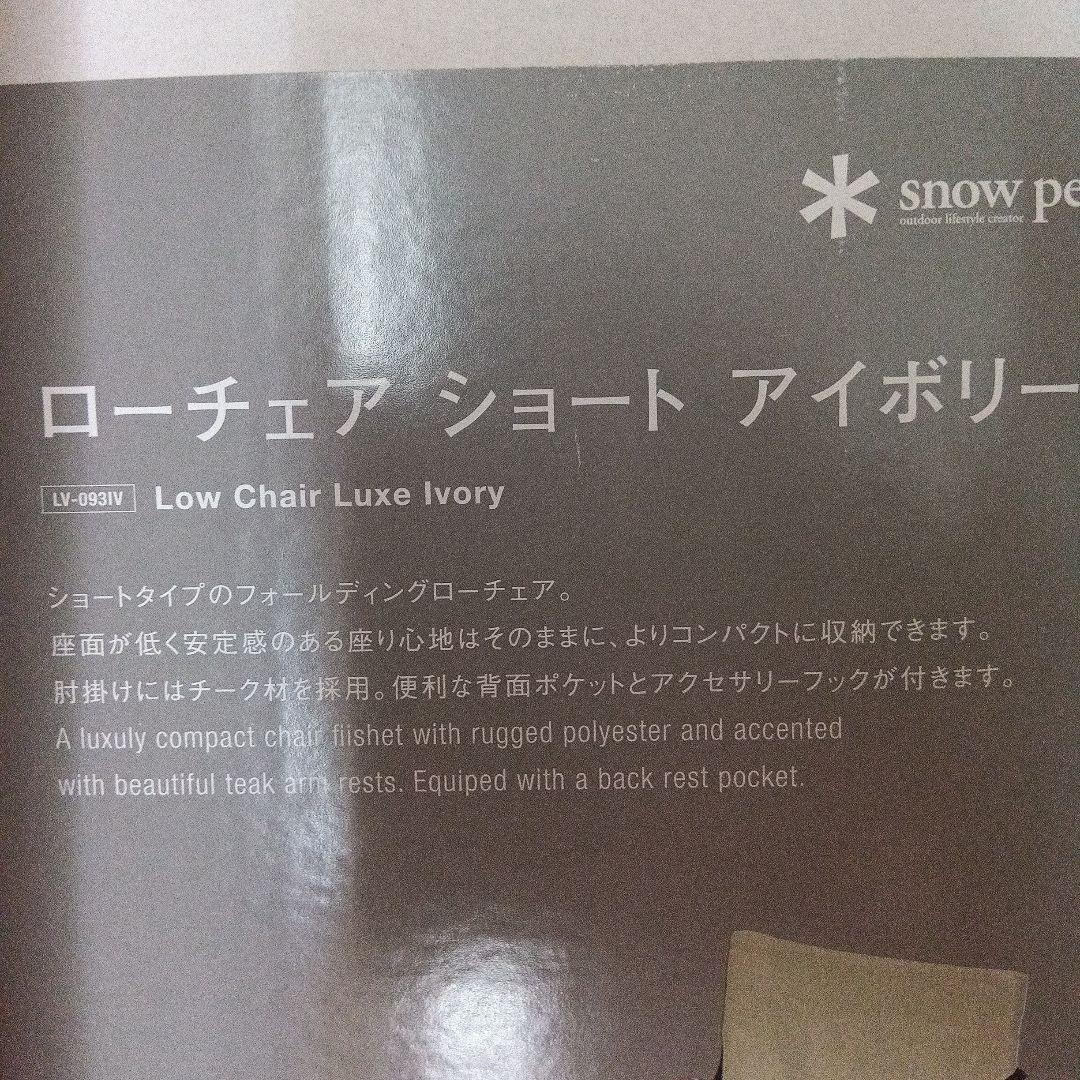 snow pe
outdoor lifestyle creator
ローチェア ショート アイボリー
LV-093IV Low Chair Luxe Ivory
ショートタイプのフォールディングローチェア。
座面が低く安定感のある座り心地はそのままに、よりコンパクトに収納できます。
肘掛けにはチーク材を採用。便利な背面ポケットとアクセサリーフックが付きます。
A luxuly compact chair fiishet with rugged polyester and accented
with beautiful teak arm rests. Equiped with a back rest pocket.